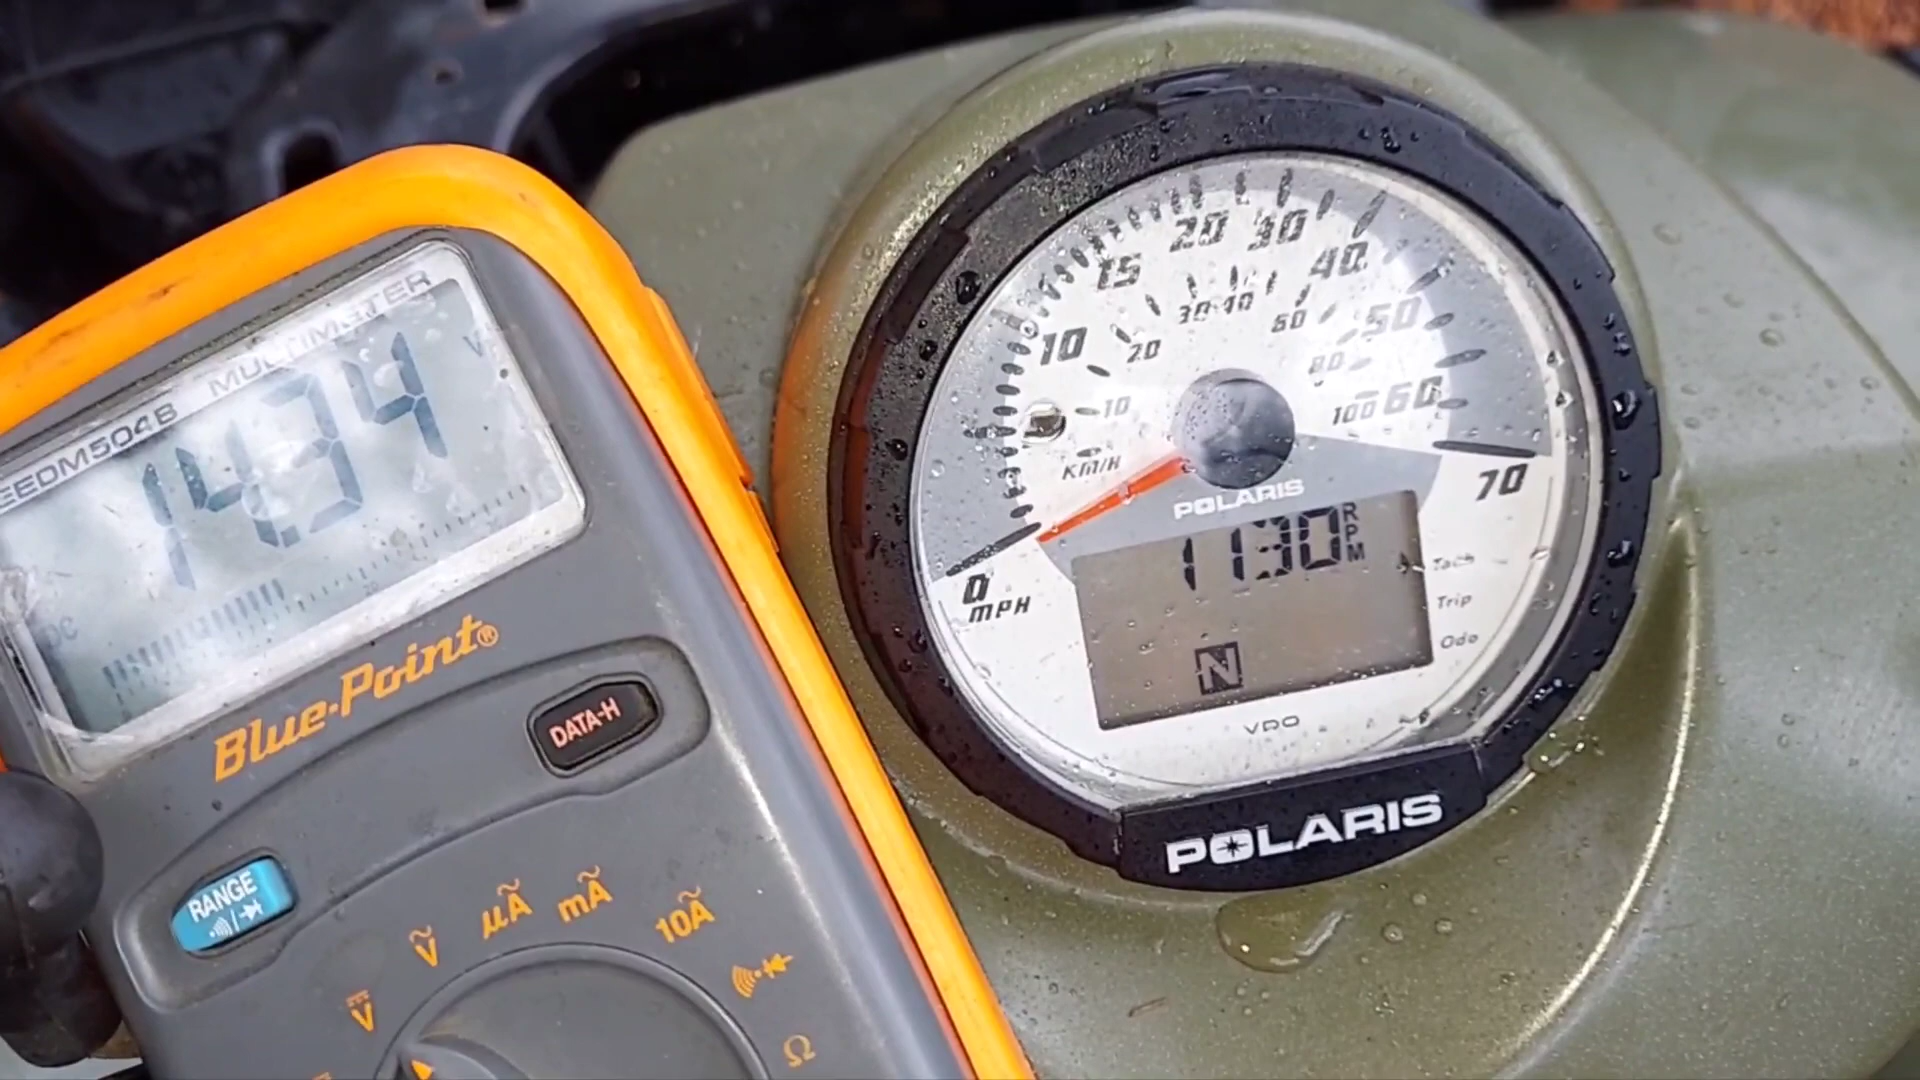 EEDM504B MULTIMETER
14.34 V
DC
Blue-Point®
DATA-H
RANGE
V
V
µA
mA
10A
Ω
0
10
15
20
30
40
50
60
70
MPH
10
20
30
40
60
80
100
KM/H
POLARIS
1130 RPM
N
Tach
Trip
Odo
VDO
POLARIS